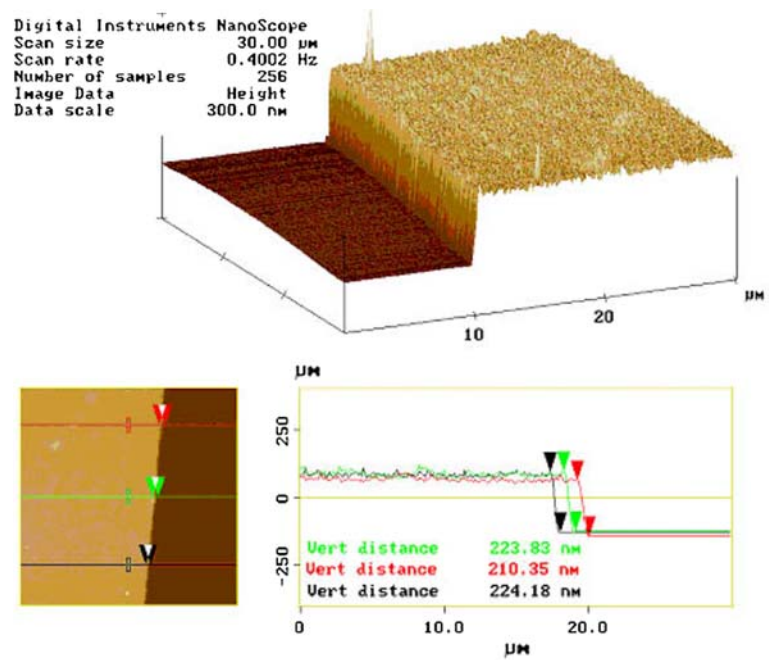 Digital Instruments NanoScope
Scan size 30.00 µm
Scan rate 0.4002 Hz
Number of samples 256
Image Data Height
Data scale 300.0 nm
µm
20
10
µm
250
0
-250
Vert distance 223.83 nm
Vert distance 210.35 nm
Vert distance 224.18 nm
0 10.0 20.0
µm